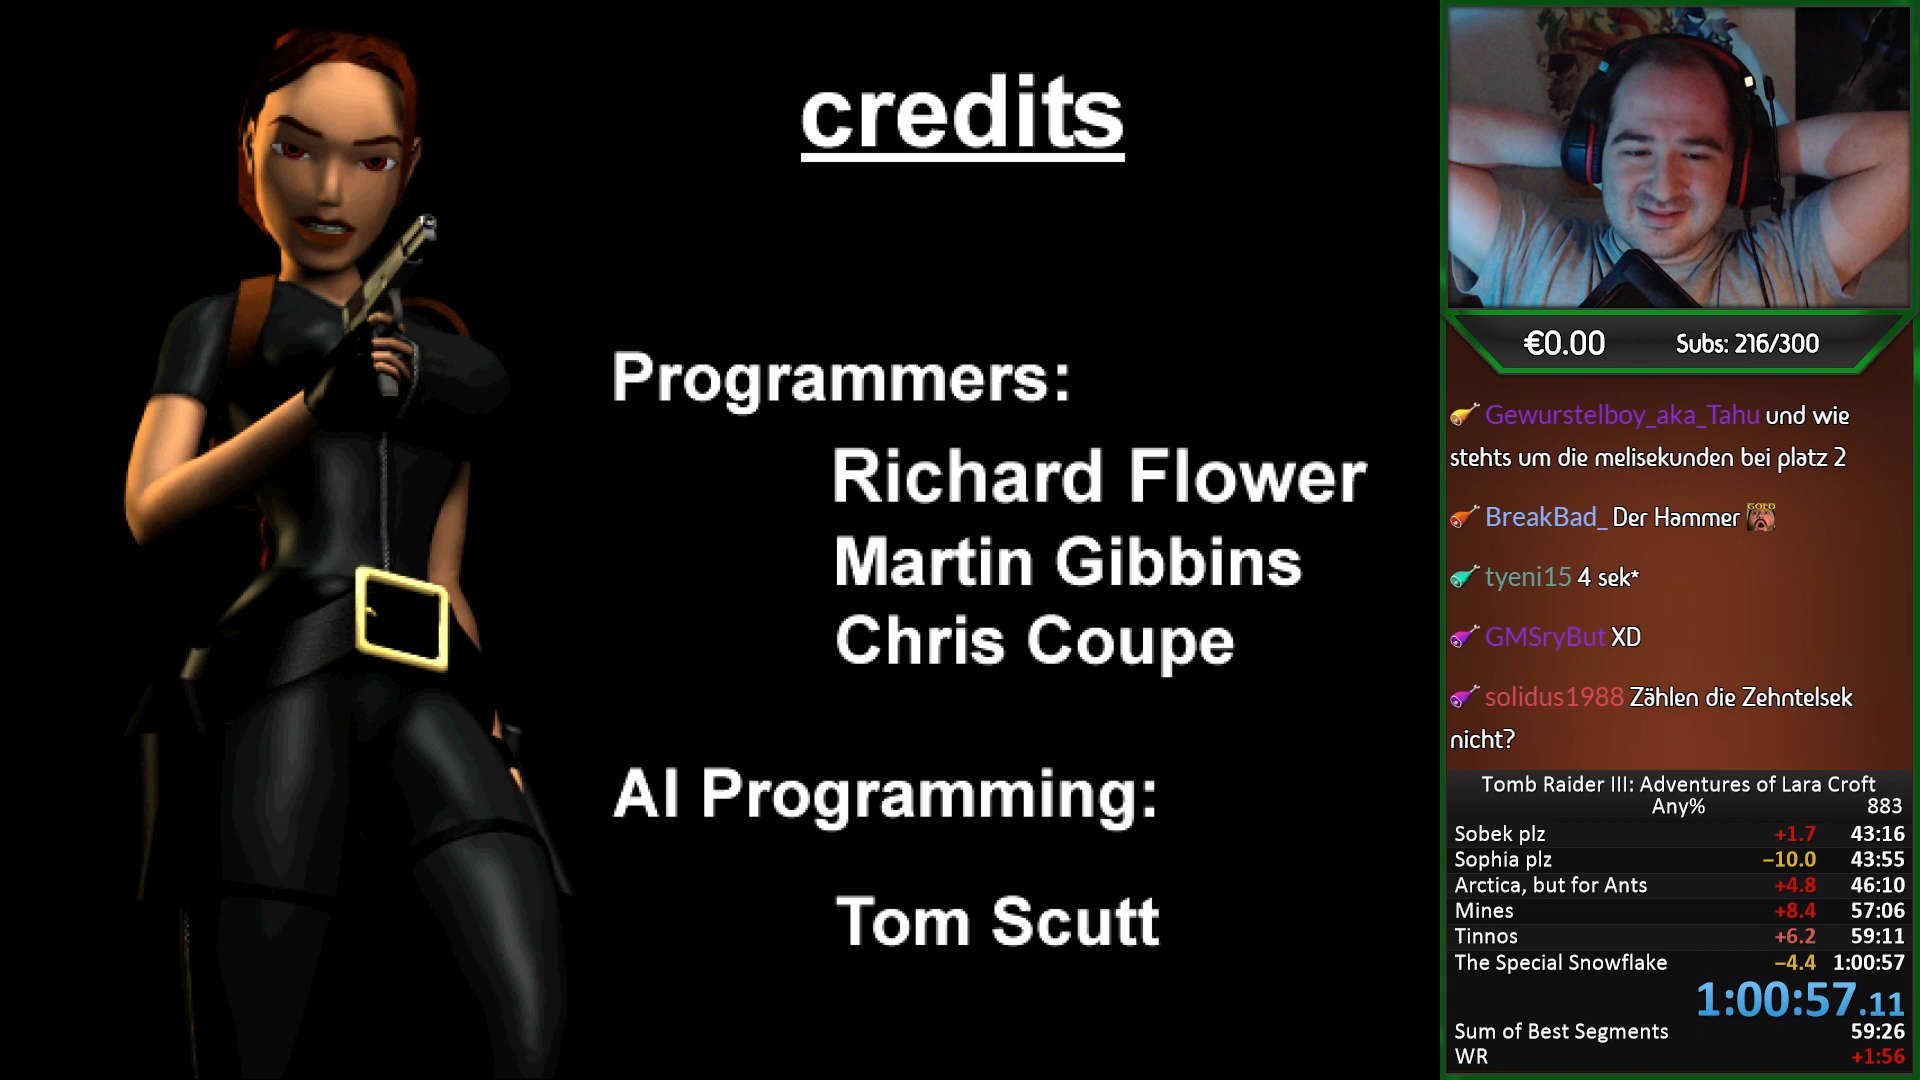 credits
Programmers:
Richard Flower
Martin Gibbins
Chris Coupe
AI Programming:
Tom Scutt
€0.00 Subs: 216/300
Gewurstelboy_aka_Tahu und wie
stehts um die melisekunden bei platz 2
BreakBad_ Der Hammer GOLD
tyeni15 4 sek*
GMSryBut XD
solidus1988 Zählen die Zehntelsek
nicht?
Tomb Raider III: Adventures of Lara Croft
Any% 883
Sobek plz +1.7 43:16
Sophia plz −10.0 43:55
Arctica, but for Ants +4.8 46:10
Mines +8.4 57:06
Tinnos +6.2 59:11
The Special Snowflake −4.4 1:00:57
1:00:57.11
Sum of Best Segments 59:26
WR +1:56